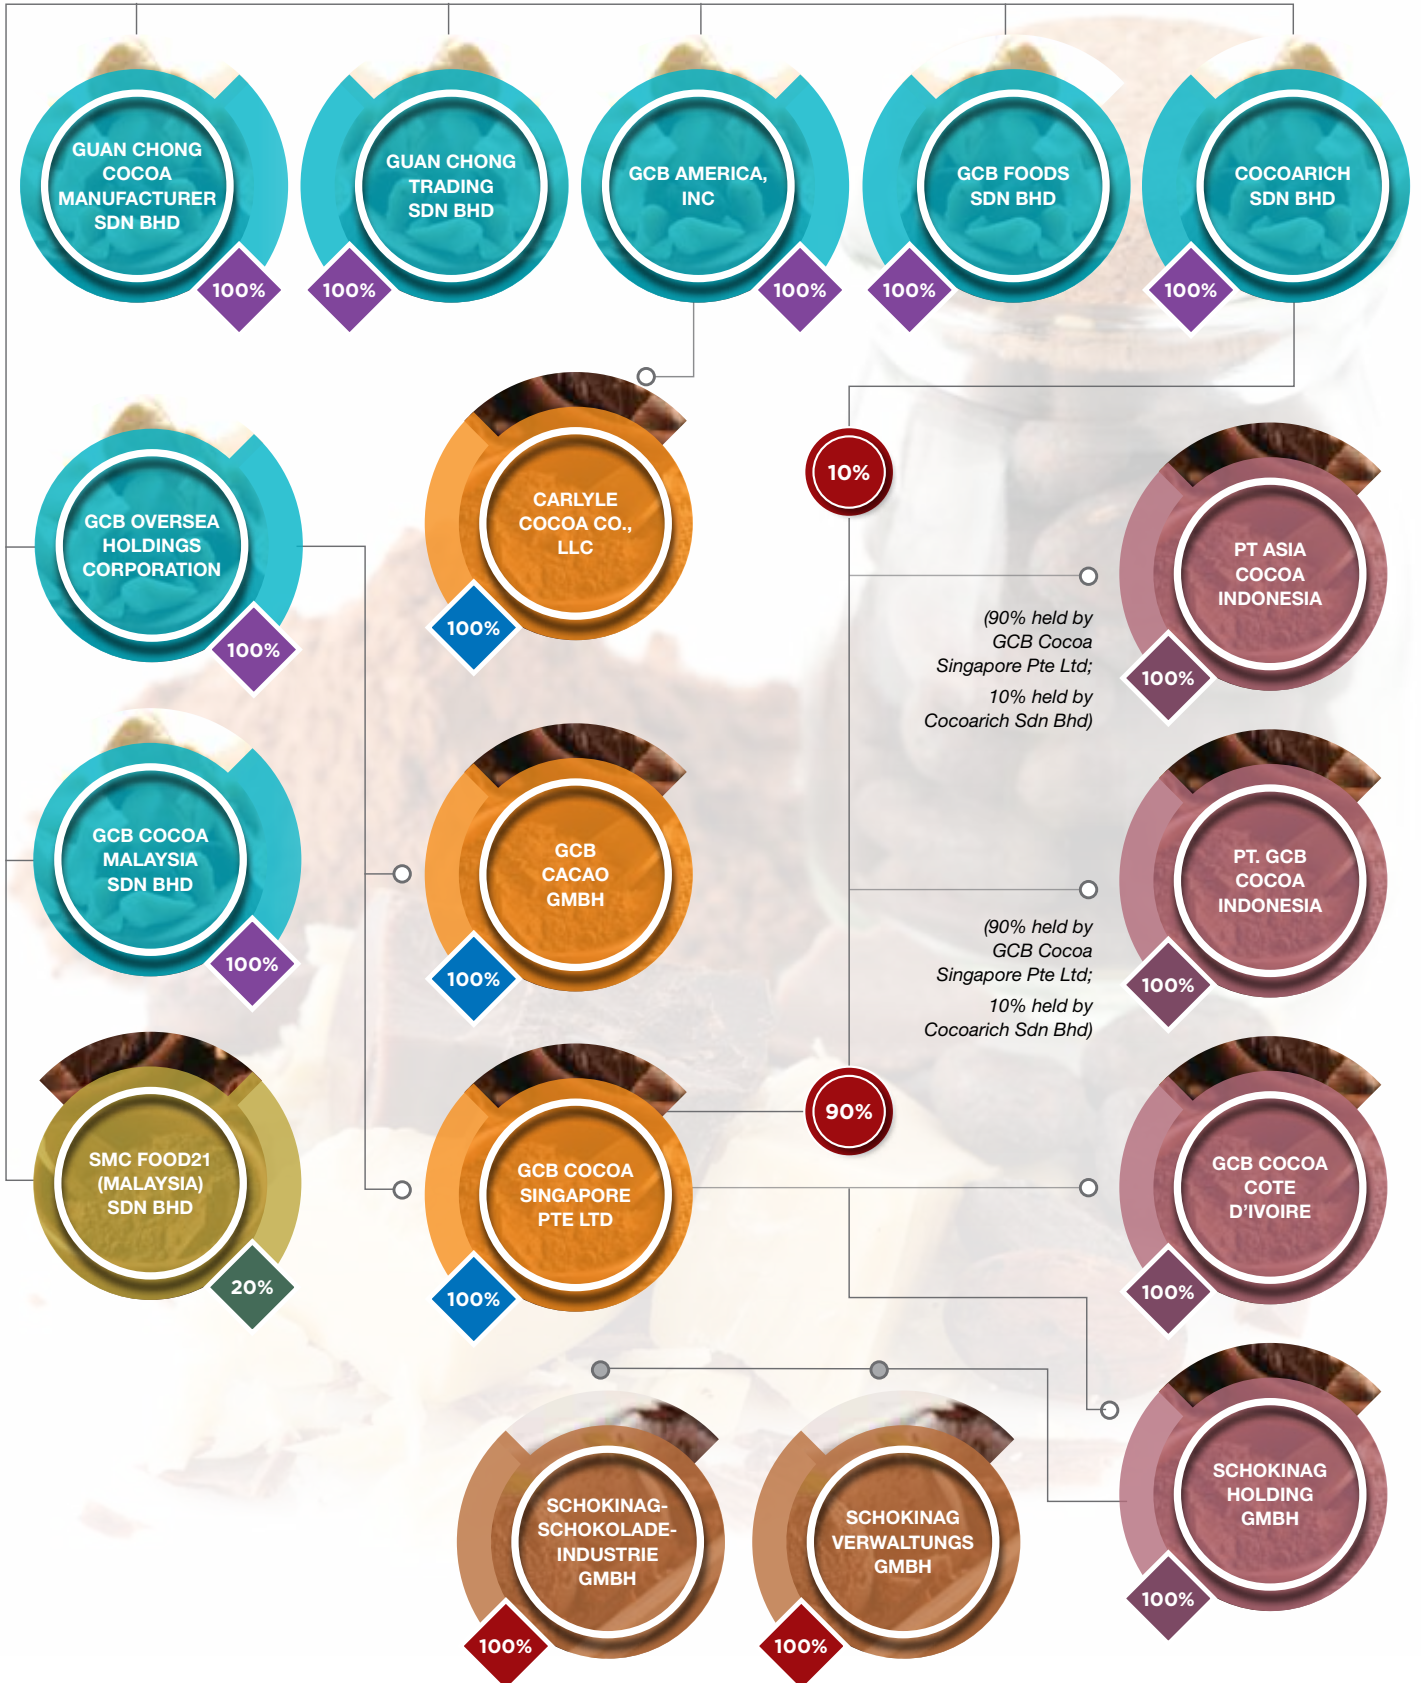 GUAN CHONG
COCOA
MANUFACTURER
SDN BHD
100%
GUAN CHONG
TRADING
SDN BHD
100%
GCB AMERICA,
INC
100%
GCB FOODS
SDN BHD
100%
COCOARICH
SDN BHD
100%
GCB OVERSEA
HOLDINGS
CORPORATION
100%
CARLYLE
COCOA CO.,
LLC
100%
10%
PT ASIA
COCOA
INDONESIA
100%
(90% held by
GCB Cocoa
Singapore Pte Ltd;
10% held by
Cocoarich Sdn Bhd)
GCB COCOA
MALAYSIA
SDN BHD
100%
GCB
CACAO
GMBH
100%
PT. GCB
COCOA
INDONESIA
100%
(90% held by
GCB Cocoa
Singapore Pte Ltd;
10% held by
Cocoarich Sdn Bhd)
SMC FOOD21
(MALAYSIA)
SDN BHD
20%
GCB COCOA
SINGAPORE
PTE LTD
100%
90%
GCB COCOA
COTE
D'IVOIRE
100%
SCHOKINAG-
SCHOKOLADE-
INDUSTRIE
GMBH
100%
SCHOKINAG
VERWALTUNGS
GMBH
100%
SCHOKINAG
HOLDING
GMBH
100%